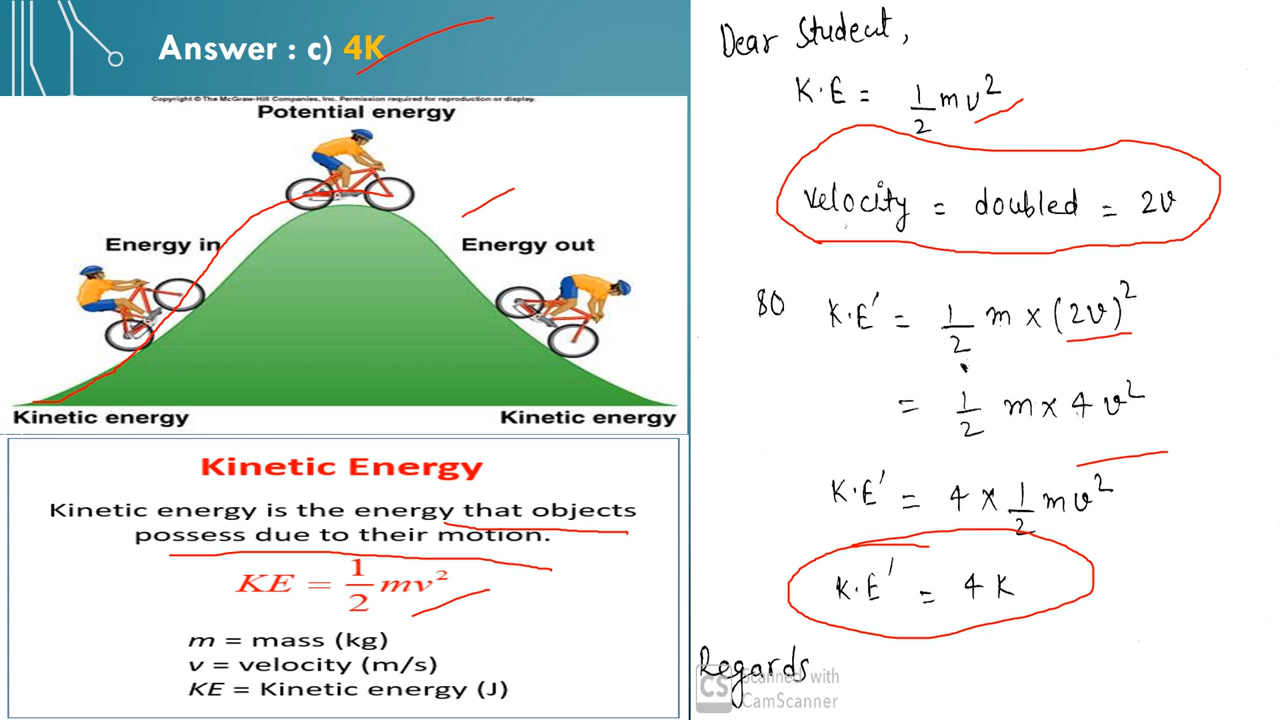 Answer : c) 4K
Copyright © The McGraw-Hill Companies, Inc. Permission required for reproduction or display.
Potential energy
Energy in
Energy out
Kinetic energy
Kinetic energy
Kinetic Energy
Kinetic energy is the energy that objects
possess due to their motion.
KE = 1/2 mv²
m = mass (kg)
v = velocity (m/s)
KE = Kinetic energy (J)
Dear Student,
K.E = 1/2 mv²
velocity = doubled = 2v
so K.E' = 1/2 m × (2v)²
= 1/2 m × 4v²
K.E' = 4 × 1/2 mv²
K.E' = 4K
Regards
CS Scanned with
CamScanner